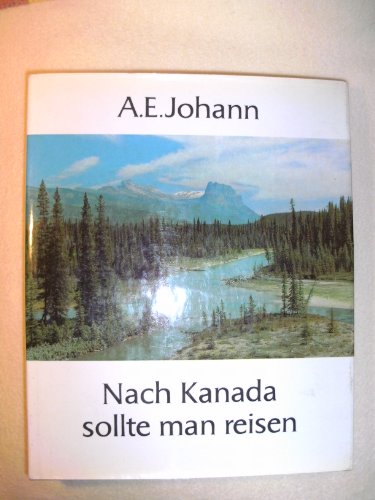 A.E.Johann
Nach Kanada
sollte man reisen